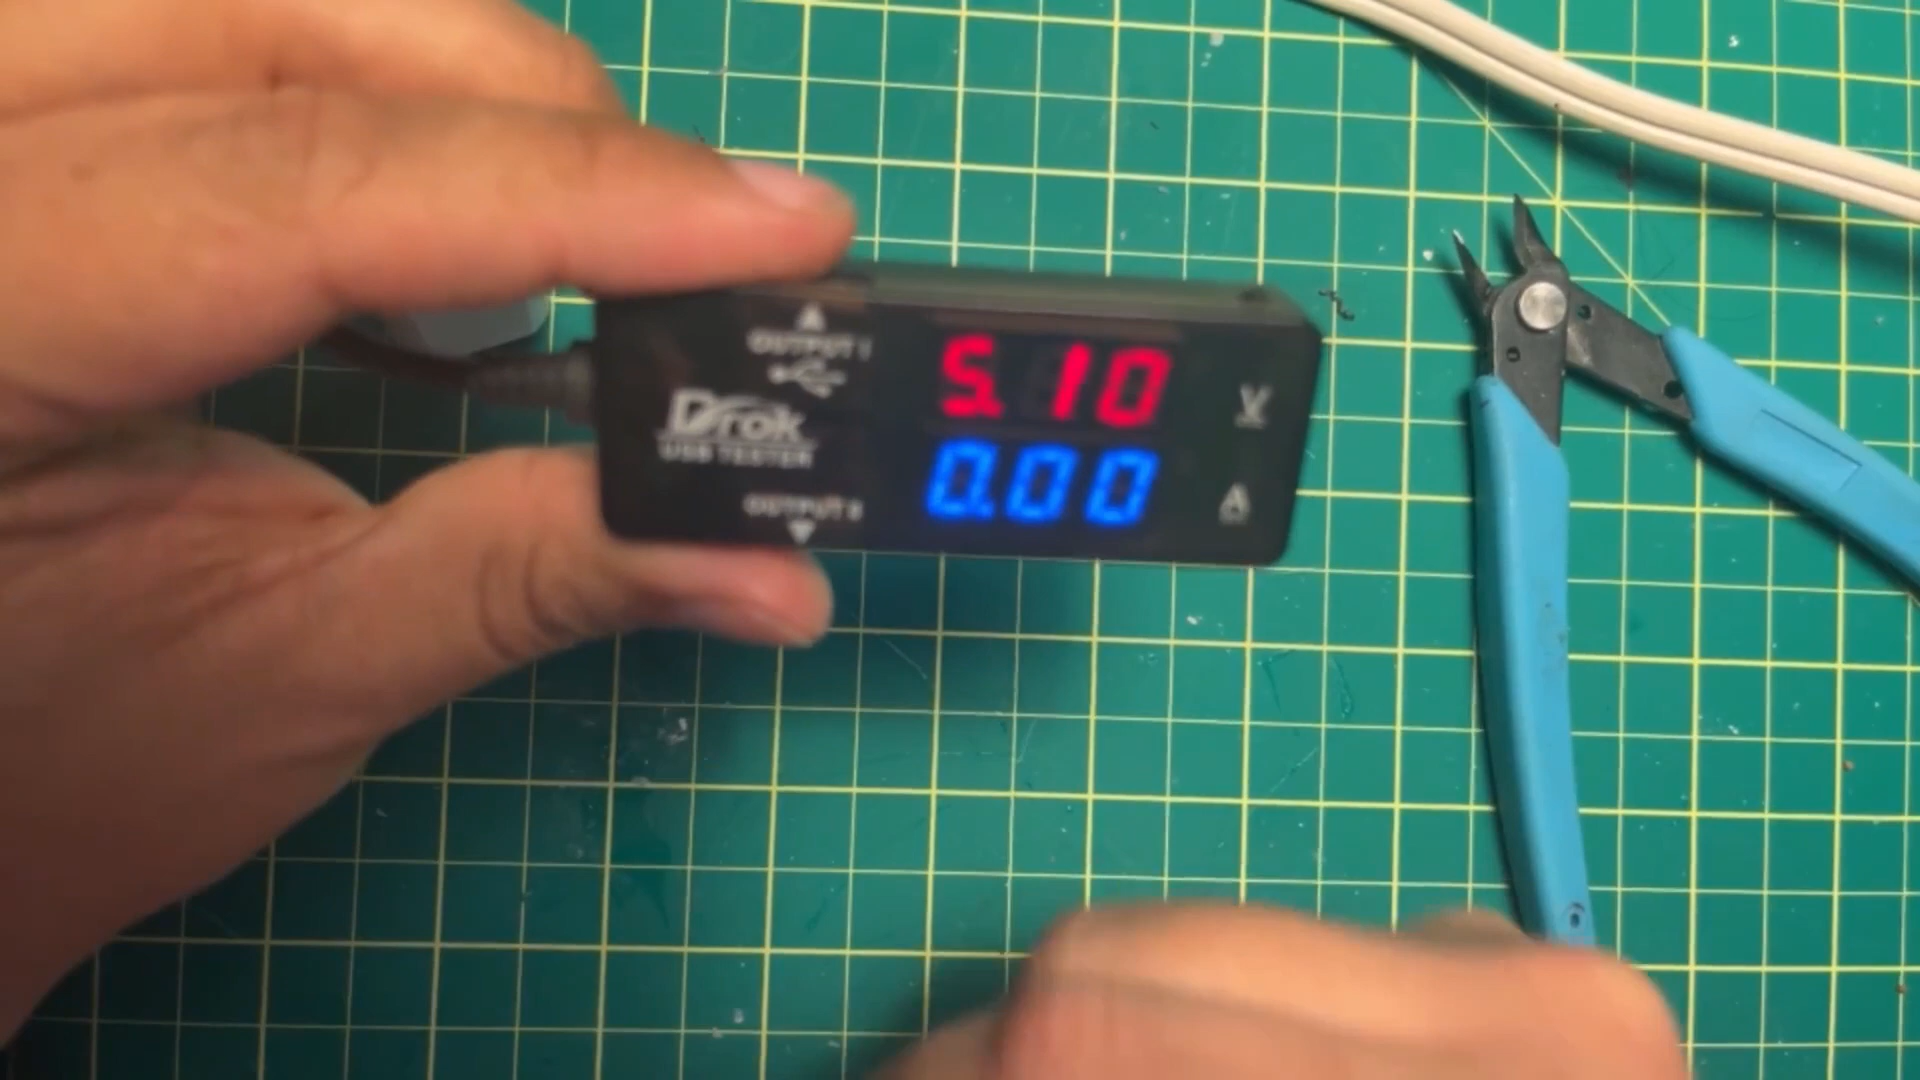 OUTPUT 1
5.10 V
Drok
USB TESTER
0.00 A
OUTPUT 2